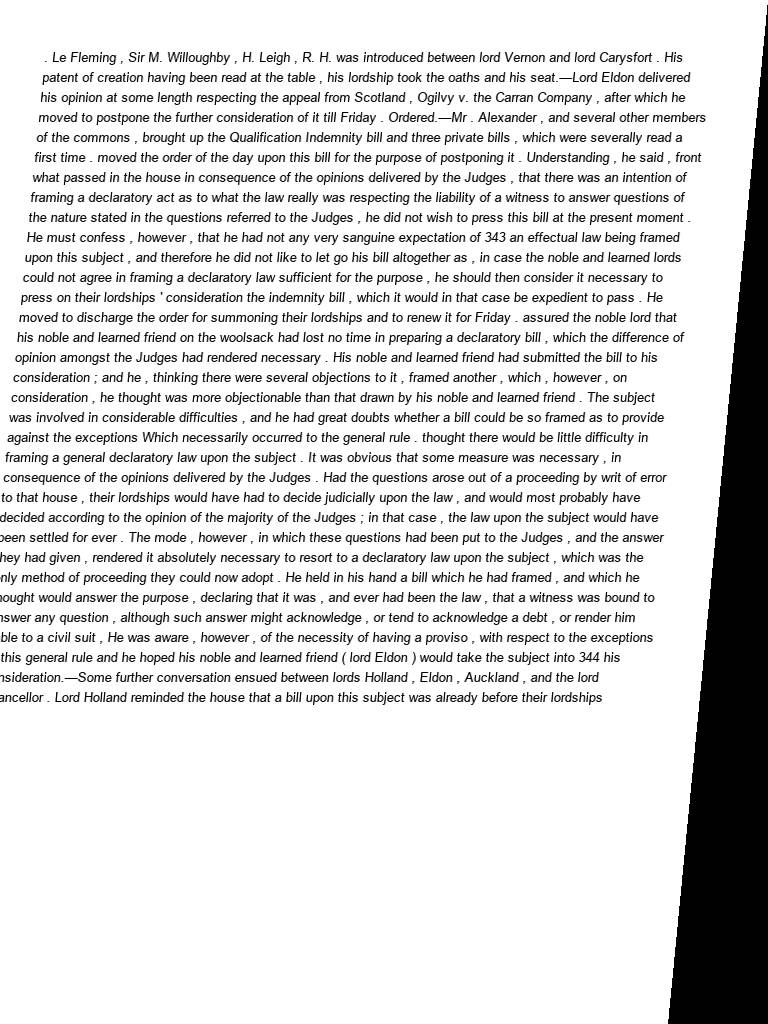 . Le Fleming , Sir M. Willoughby , H. Leigh , R. H. was introduced between lord Vernon and lord Carysfort . His
patent of creation having been read at the table , his lordship took the oaths and his seat.—Lord Eldon delivered
his opinion at some length respecting the appeal from Scotland , Ogilvy v. the Carran Company , after which he
moved to postpone the further consideration of it till Friday . Ordered.—Mr . Alexander , and several other members
of the commons , brought up the Qualification Indemnity bill and three private bills , which were severally read a
first time . moved the order of the day upon this bill for the purpose of postponing it . Understanding , he said , front
what passed in the house in consequence of the opinions delivered by the Judges , that there was an intention of
framing a declaratory act as to what the law really was respecting the liability of a witness to answer questions of
the nature stated in the questions referred to the Judges , he did not wish to press this bill at the present moment .
He must confess , however , that he had not any very sanguine expectation of 343 an effectual law being framed
upon this subject , and therefore he did not like to let go his bill altogether as , in case the noble and learned lords
could not agree in framing a declaratory law sufficient for the purpose , he should then consider it necessary to
press on their lordships ' consideration the indemnity bill , which it would in that case be expedient to pass . He
moved to discharge the order for summoning their lordships and to renew it for Friday . assured the noble lord that
his noble and learned friend on the woolsack had lost no time in preparing a declaratory bill , which the difference of
opinion amongst the Judges had rendered necessary . His noble and learned friend had submitted the bill to his
consideration ; and he , thinking there were several objections to it , framed another , which , however , on
consideration , he thought was more objectionable than that drawn by his noble and learned friend . The subject
was involved in considerable difficulties , and he had great doubts whether a bill could be so framed as to provide
against the exceptions Which necessarily occurred to the general rule . thought there would be little difficulty in
framing a general declaratory law upon the subject . It was obvious that some measure was necessary , in
consequence of the opinions delivered by the Judges . Had the questions arose out of a proceeding by writ of error
to that house , their lordships would have had to decide judicially upon the law , and would most probably have
decided according to the opinion of the majority of the Judges ; in that case , the law upon the subject would have
been settled for ever . The mode , however , in which these questions had been put to the Judges , and the answer
they had given , rendered it absolutely necessary to resort to a declaratory law upon the subject , which was the
only method of proceeding they could now adopt . He held in his hand a bill which he had framed , and which he
thought would answer the purpose , declaring that it was , and ever had been the law , that a witness was bound to
answer any question , although such answer might acknowledge , or tend to acknowledge a debt , or render him
ble to a civil suit , He was aware , however , of the necessity of having a proviso , with respect to the exceptions
this general rule and he hoped his noble and learned friend ( lord Eldon ) would take the subject into 344 his
nsideration.—Some further conversation ensued between lords Holland , Eldon , Auckland , and the lord
ancellor . Lord Holland reminded the house that a bill upon this subject was already before their lordships